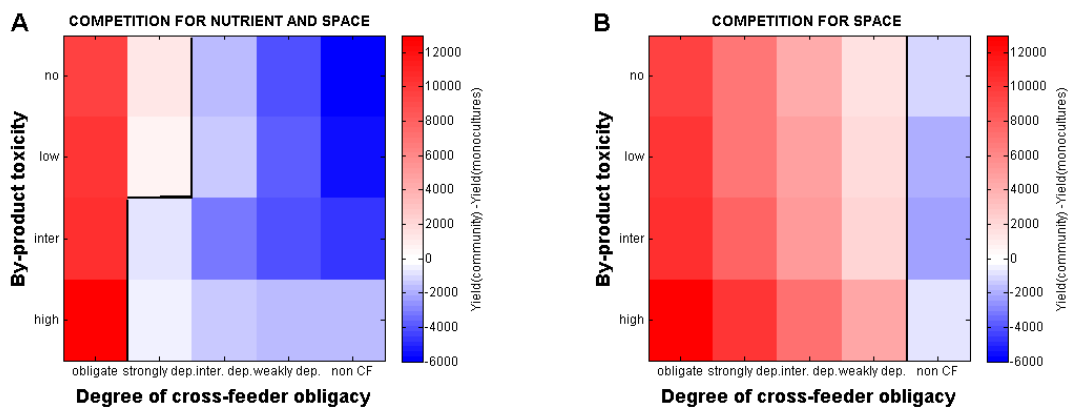 A
COMPETITION FOR NUTRIENT AND SPACE
By-product toxicity
no
low
inter
high
obligate strongly dep. inter. dep. weakly dep. non CF
Degree of cross-feeder obligacy
12000
10000
8000
6000
4000
2000
0
-2000
-4000
-6000
Yield(community) -Yield(monocultures)
B
COMPETITION FOR SPACE
By-product toxicity
no
low
inter
high
obligate strongly dep. inter. dep. weakly dep. non CF
Degree of cross-feeder obligacy
12000
10000
8000
6000
4000
2000
0
-2000
-4000
-6000
Yield(community) -Yield(monocultures)